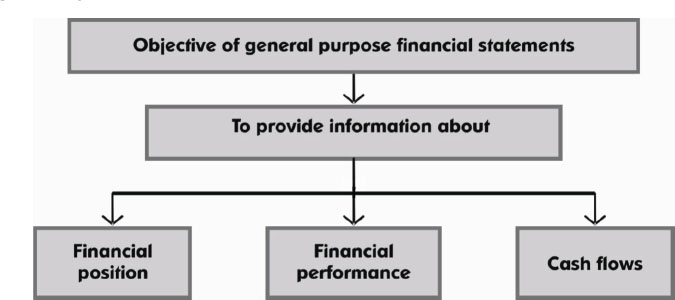 Objective of general purpose financial statements
To provide information about
Financial
position
Financial
performance
Cash flows